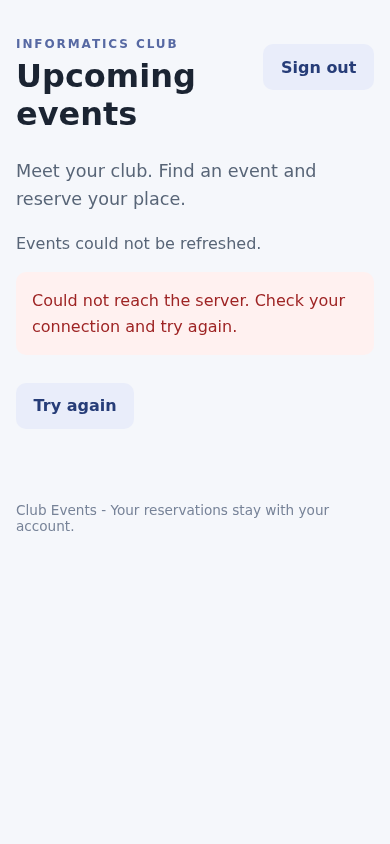 INFORMATICS CLUB
Upcoming
events
Sign out
Meet your club. Find an event and
reserve your place.
Events could not be refreshed.
Could not reach the server. Check your
connection and try again.
Try again
Club Events - Your reservations stay with your
account.